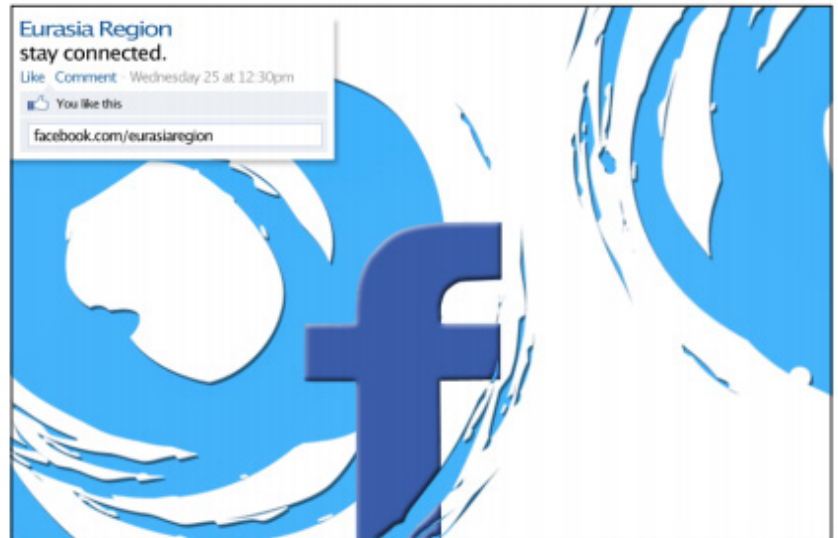 Eurasia Region
stay connected.
Like Comment · Wednesday 25 at 12:30pm
You like this
facebook.com/eurasiaregion
f